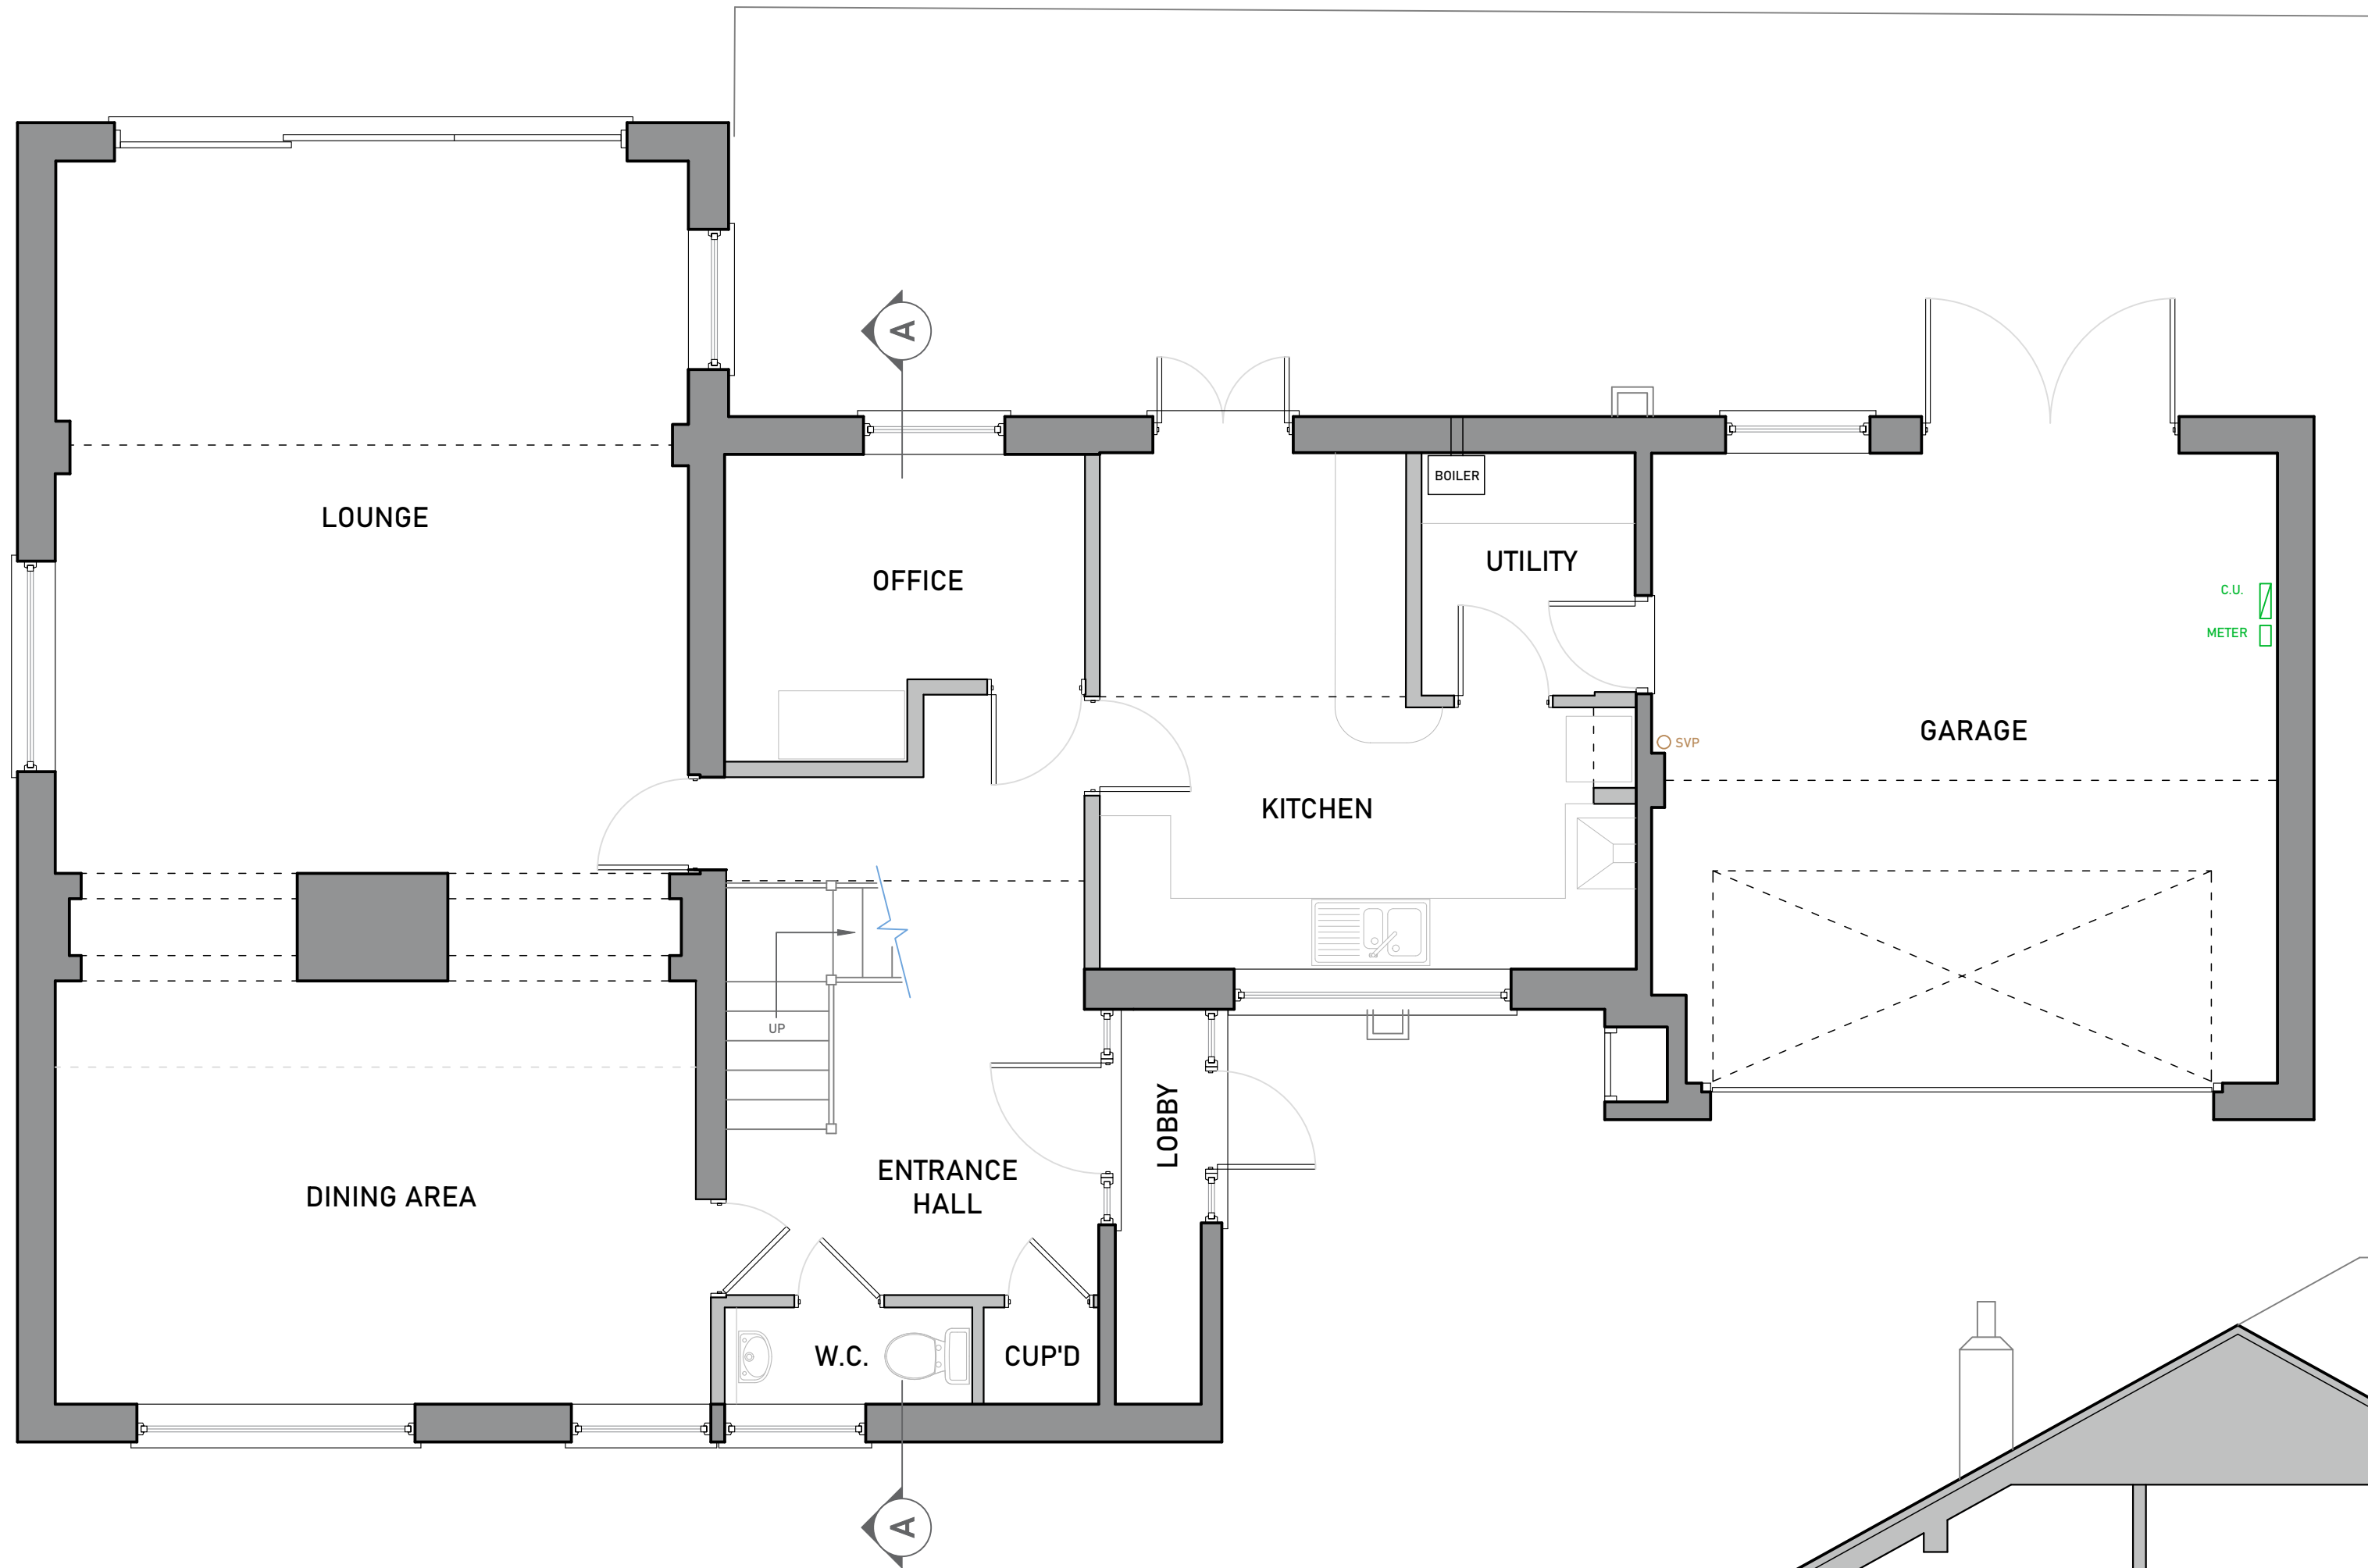 A
BOILER
LOUNGE
UTILITY
OFFICE
C.U.
METER
GARAGE
SVP
KITCHEN
UP
LOBBY
ENTRANCE
HALL
DINING AREA
W.C.
CUP'D
A